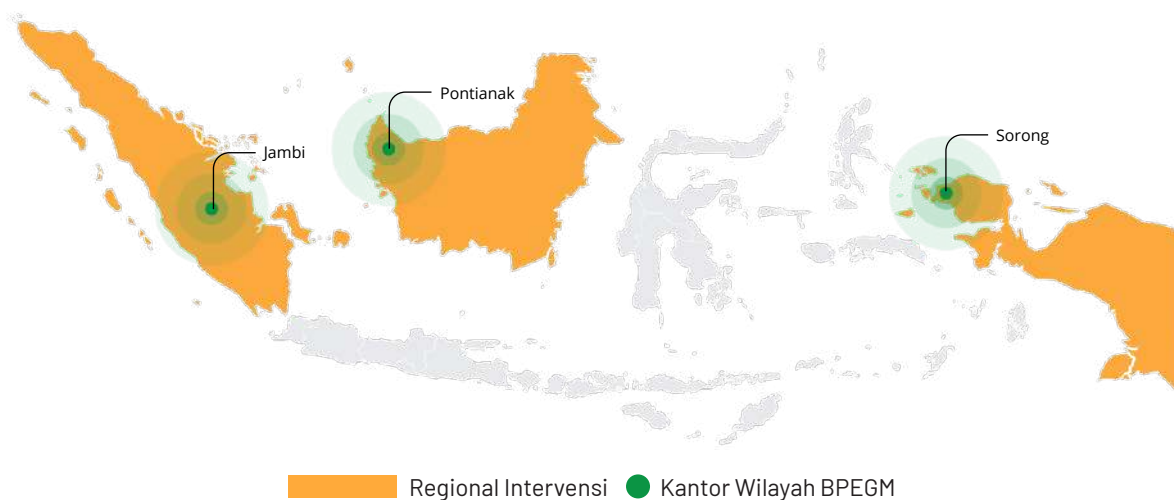 Pontianak
Jambi
Sorong
Regional Intervensi
Kantor Wilayah BPEGM